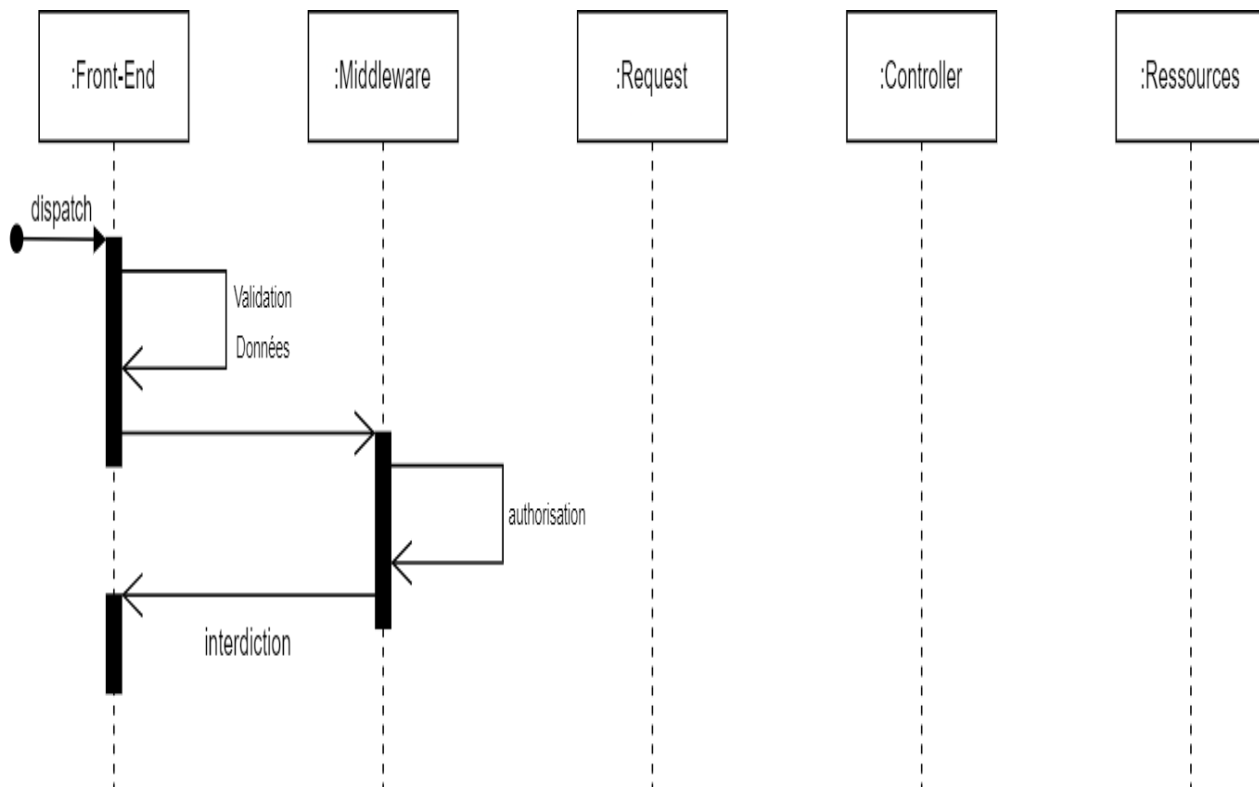 :Front-End
:Middleware
:Request
:Controller
:Ressources
dispatch
Validation
Données
authorisation
interdiction